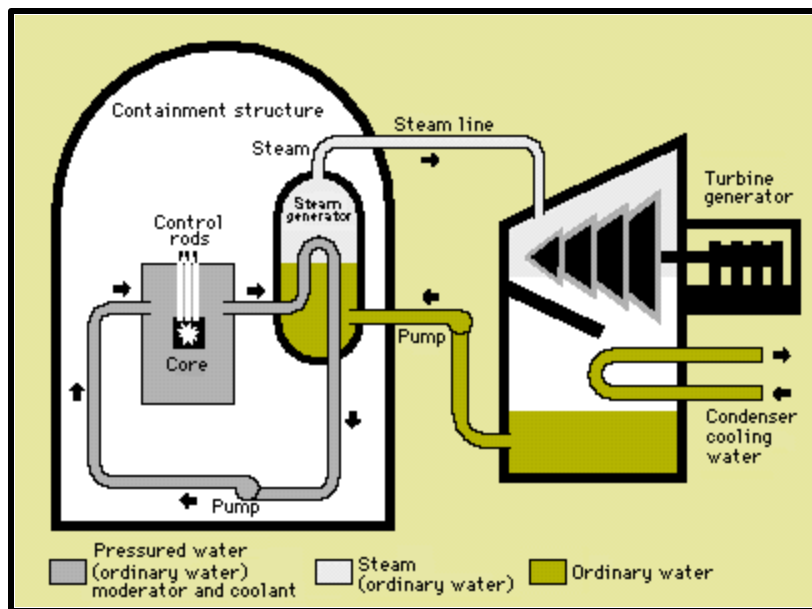 Containment structure
Steam line
Steam
Steam
generator
Turbine
generator
Control
rods
Core
Pump
Pump
Condenser
cooling
water
Pressured water
(ordinary water)
moderator and coolant
Steam
(ordinary water)
Ordinary water